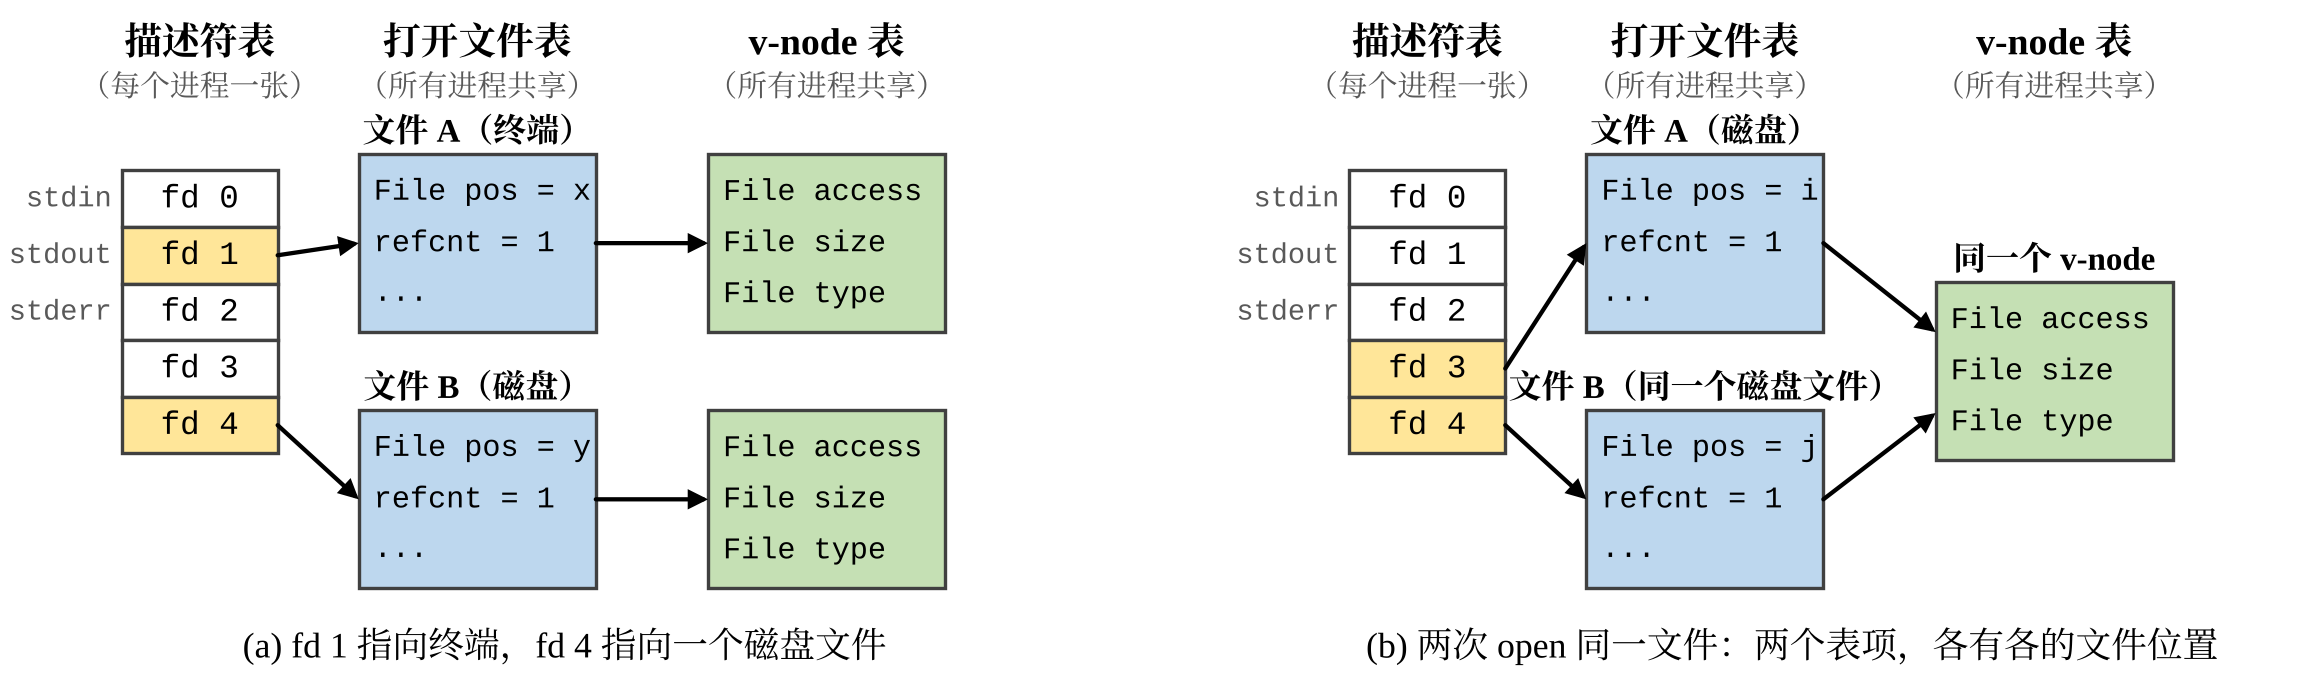 描述符表
(每个进程一张)
打开文件表
(所有进程共享)
v-node 表
(所有进程共享)
文件 A（终端）
stdin
fd 0
stdout
fd 1
stderr
fd 2
fd 3
fd 4
File pos = x
refcnt = 1
...
File access
File size
File type
文件 B（磁盘）
File pos = y
refcnt = 1
...
File access
File size
File type
(a) fd 1 指向终端，fd 4 指向一个磁盘文件
描述符表
(每个进程一张)
打开文件表
(所有进程共享)
v-node 表
(所有进程共享)
文件 A（磁盘）
stdin
fd 0
stdout
fd 1
stderr
fd 2
fd 3
fd 4
File pos = i
refcnt = 1
...
文件 B（同一个磁盘文件）
File pos = j
refcnt = 1
...
同一个 v-node
File access
File size
File type
(b) 两次 open 同一文件：两个表项，各有各的文件位置